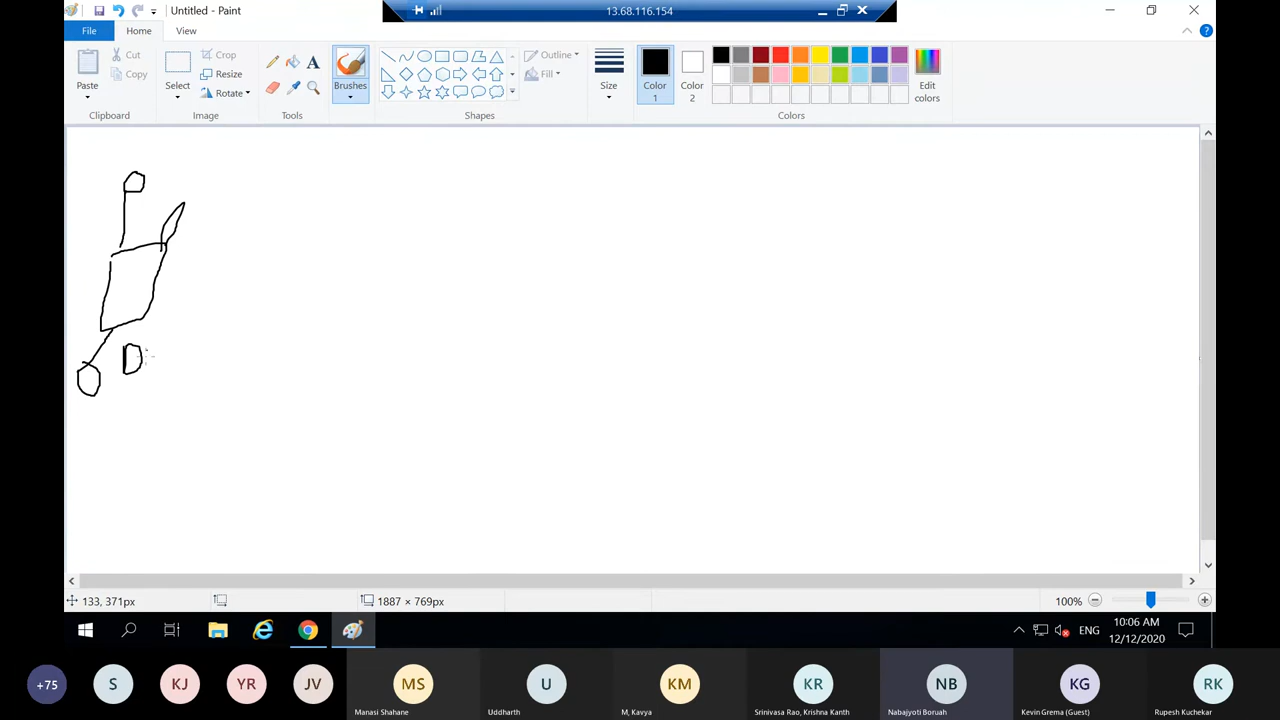 Untitled - Paint
13.68.116.154
File
Home
View
Paste
Cut
Copy
Clipboard
Select
Crop
Resize
Rotate
Image
A
Tools
Brushes
Shapes
Outline
Fill
Size
Color
1
Color
2
Edit
colors
Colors
D
133, 371px
1887 × 769px
100%
ENG
10:06 AM
12/12/2020
+75
S
KJ
YR
JV
MS
Manasi Shahane
U
Uddharth
KM
M, Kavya
KR
Srinivasa Rao, Krishna Kanth
NB
Nabajyoti Boruah
KG
Kevin Grema (Guest)
RK
Rupesh Kuchekar